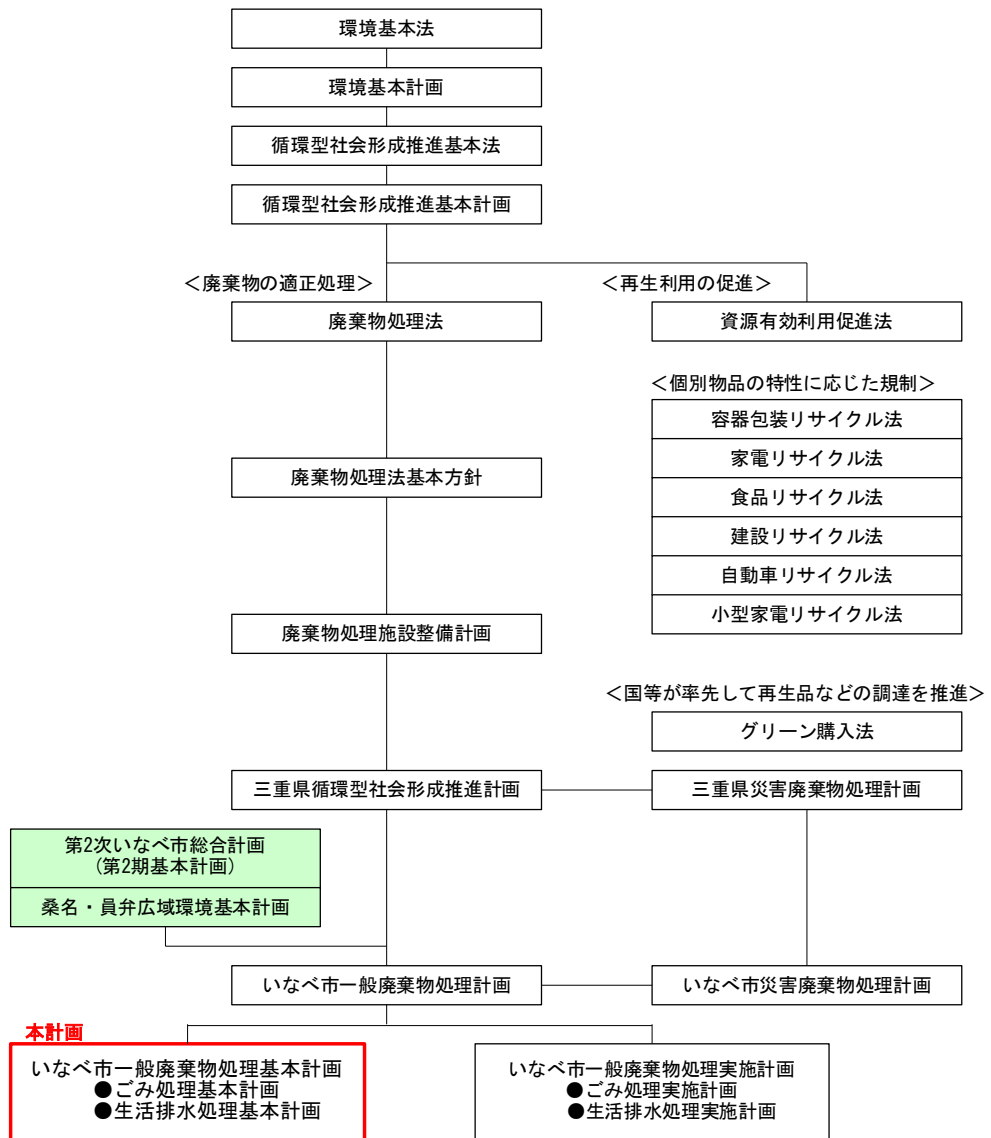 環境基本法
環境基本計画
循環型社会形成推進基本法
循環型社会形成推進基本計画
＜廃棄物の適正処理＞
＜再生利用の促進＞
廃棄物処理法
資源有効利用促進法
＜個別物品の特性に応じた規制＞
容器包装リサイクル法
家電リサイクル法
食品リサイクル法
建設リサイクル法
自動車リサイクル法
小型家電リサイクル法
廃棄物処理法基本方針
廃棄物処理施設整備計画
＜国等が率先して再生品などの調達を推進＞
グリーン購入法
三重県循環型社会形成推進計画
三重県災害廃棄物処理計画
第2次いなべ市総合計画
(第2期基本計画)
桑名・員弁広域環境基本計画
いなべ市一般廃棄物処理計画
いなべ市災害廃棄物処理計画
本計画
いなべ市一般廃棄物処理基本計画
●ごみ処理基本計画
●生活排水処理基本計画
いなべ市一般廃棄物処理実施計画
●ごみ処理実施計画
●生活排水処理実施計画